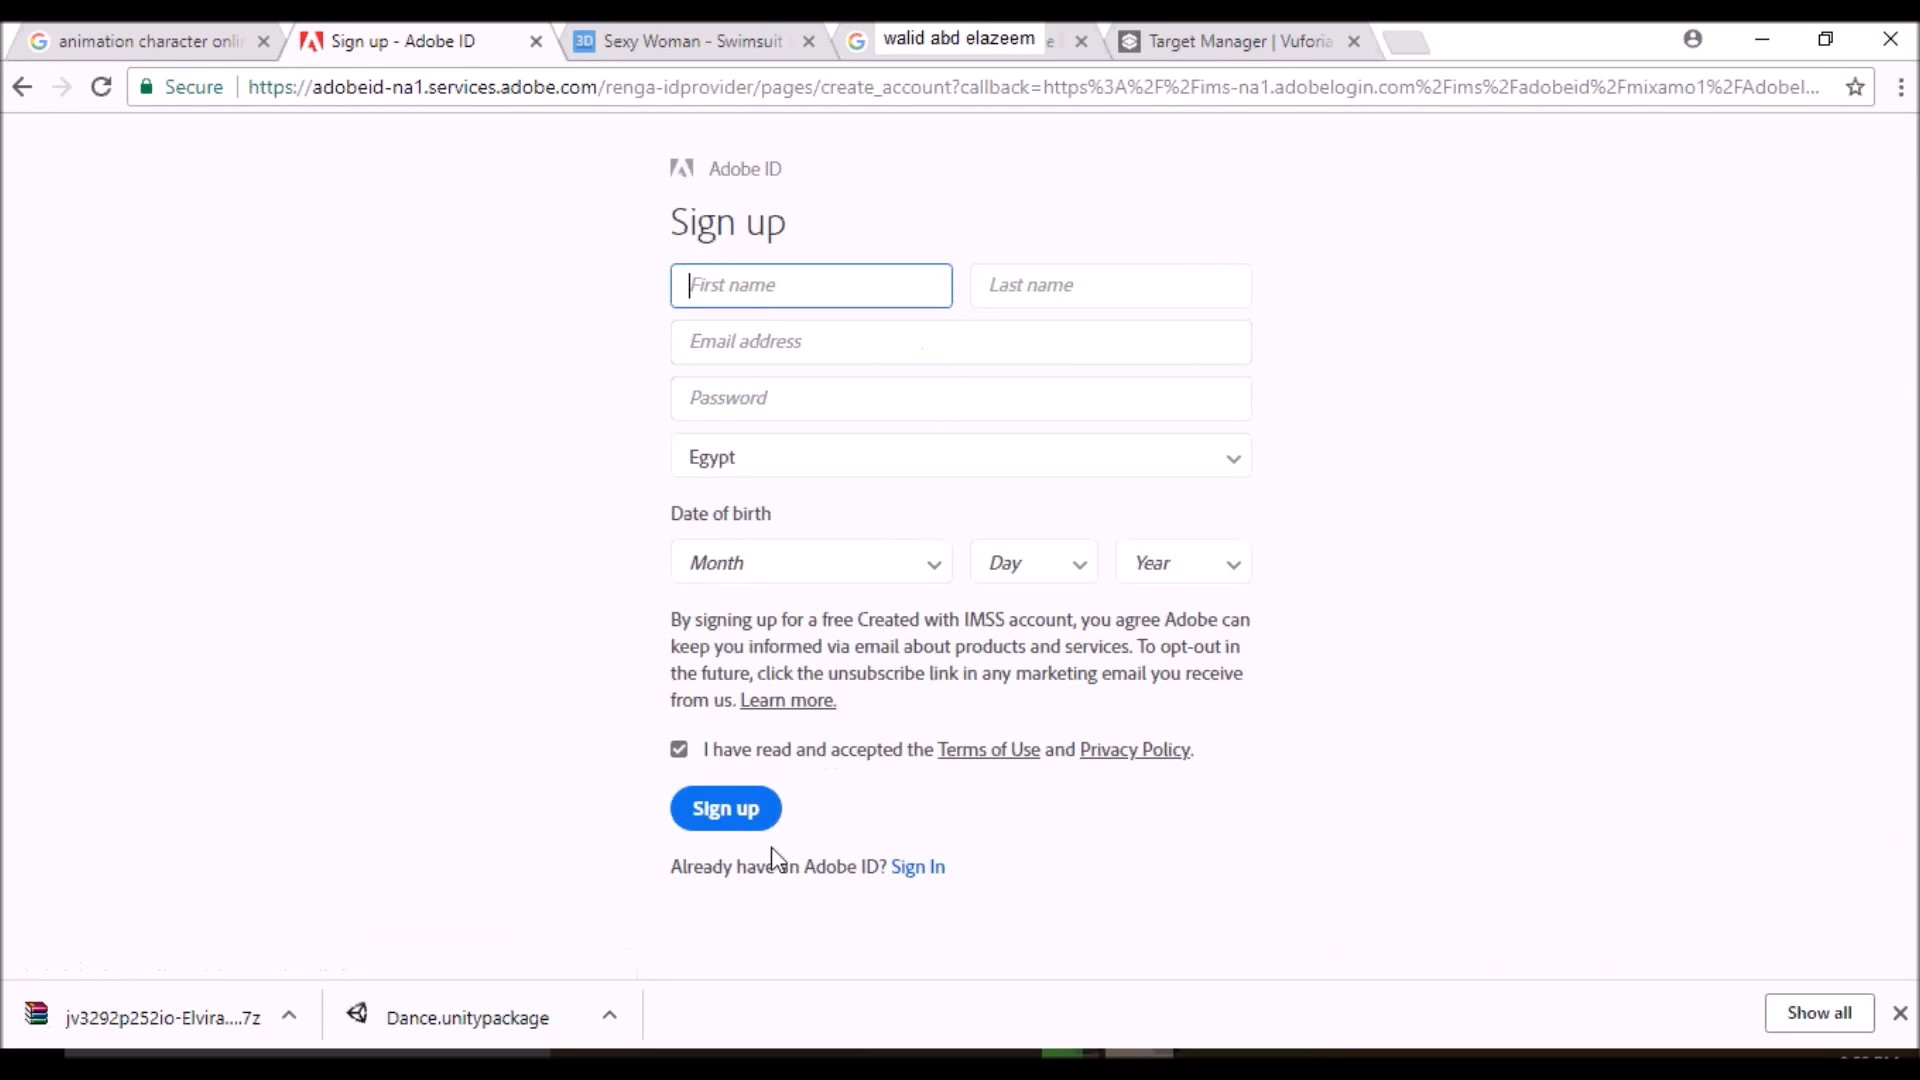 animation character onli
Sign up - Adobe ID
3D Sexy Woman - Swimsuit
walid abd elazeem
Target Manager | Vuforia
Secure
https://adobeid-na1.services.adobe.com/renga-idprovider/pages/create_account?callback=https%3A%2F%2Fims-na1.adobelogin.com%2Fims%2Fadobeid%2Fmixamo1%2FAdobeI...
Adobe ID
Sign up
First name
Last name
Email address
Password
Egypt
Date of birth
Month
Day
Year
By signing up for a free Created with IMSS account, you agree Adobe can
keep you informed via email about products and services. To opt-out in
the future, click the unsubscribe link in any marketing email you receive
from us. Learn more.
I have read and accepted the Terms of Use and Privacy Policy.
Sign up
Already have an Adobe ID? Sign In
jv3292p252io-Elvira....7z
Dance.unitypackage
Show all